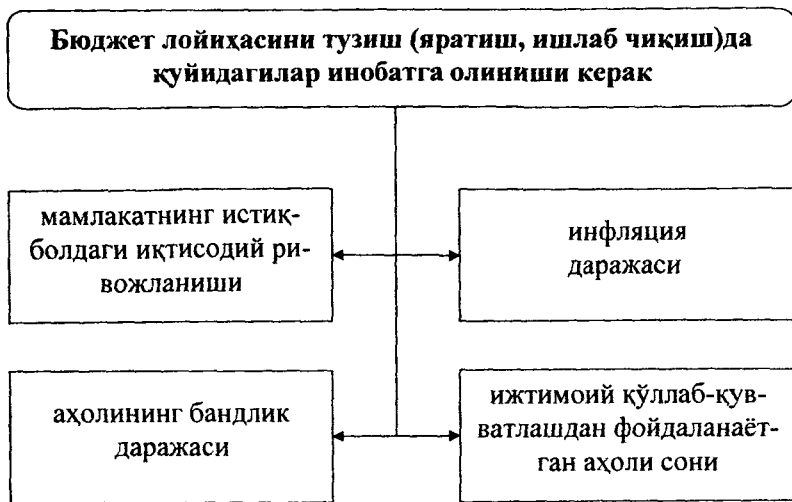 Бюджет лойиҳасини тузиш (яратиш, ишлаб чиқиш)да
қуйидагилар инобатга олиниши керак
мамлакатнинг истиқ-
болдаги иқтисодий ри-
вожланиши
инфляция
даражаси
аҳолининг бандлик
даражаси
ижтимоий қўллаб-қув-
ватлашдан фойдаланаёт-
ган аҳоли сони